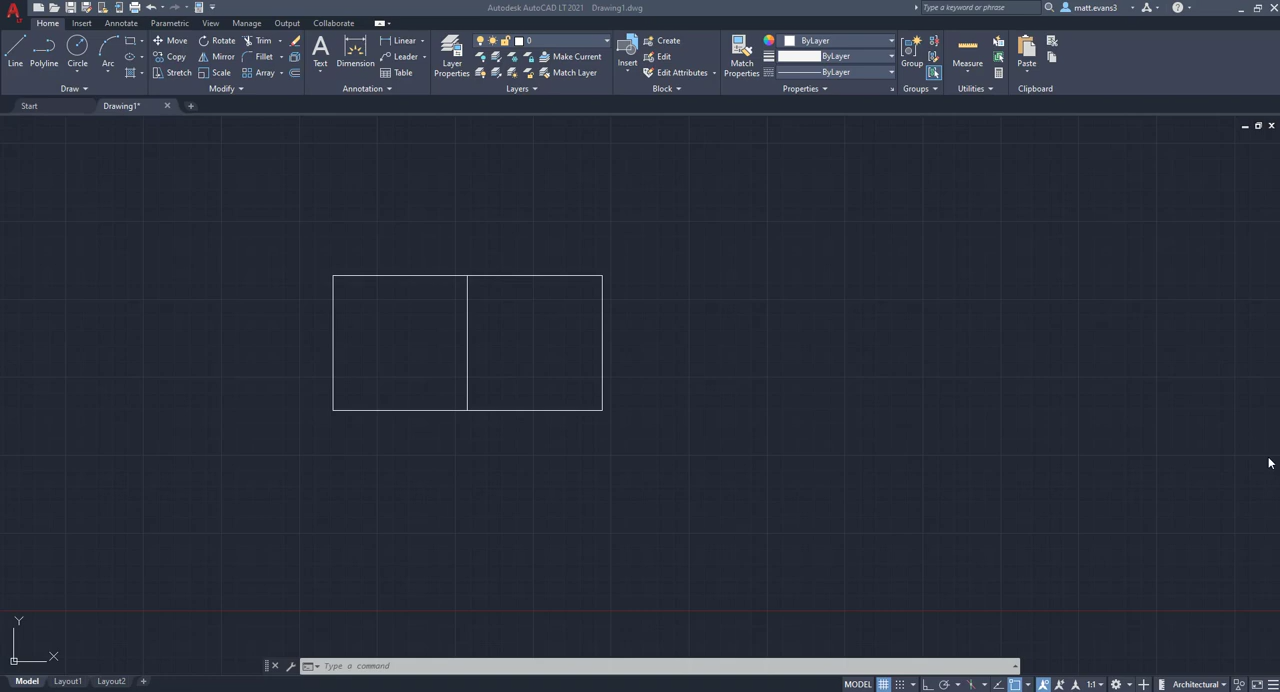 Autodesk AutoCAD LT 2021 Drawing1.dwg
Type a keyword or phrase
matt.evans3
LT
Home Insert Annotate Parametric View Manage Output Collaborate
Line Polyline Circle Arc
Move Rotate Trim
Copy Mirror Fillet
Stretch Scale Array
Text Dimension
Linear
Leader
Table
Layer Properties
0
Make Current
Match Layer
Insert
Create
Edit
Edit Attributes
Match Properties
ByLayer
ByLayer
ByLayer
Group
Measure
Paste
Draw Modify Annotation Layers Block Properties Groups Utilities Clipboard
Start Drawing1*
Y
X
Type a command
Model Layout1 Layout2
MODEL 1:1 Architectural